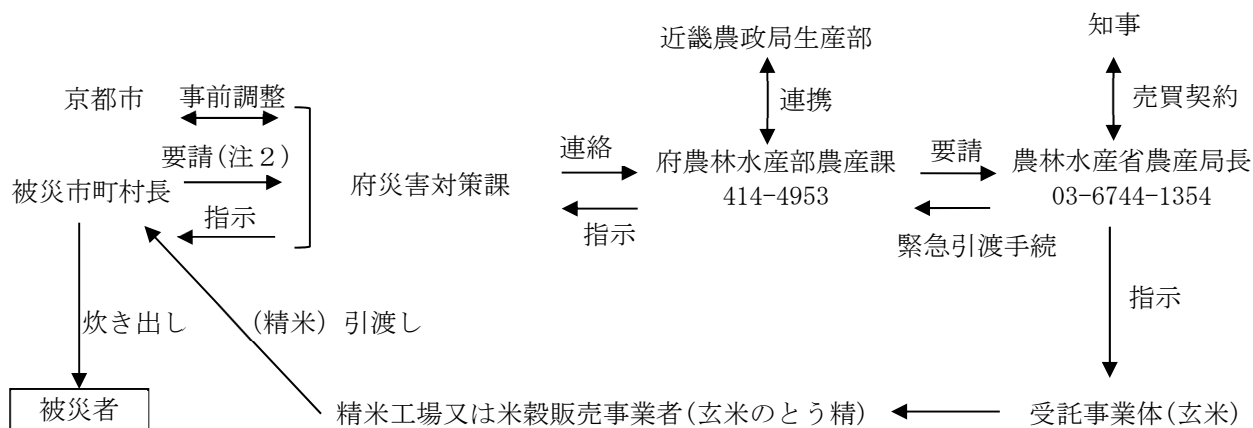 近畿農政局生産部
知事
京都市
事前調整
連携
売買契約
要請(注２)
連絡
要請
被災市町村長
府災害対策課
府農林水産部農産課
農林水産省農産局長
414-4953
03-6744-1354
指示
指示
緊急引渡手続
指示
炊き出し
(精米）引渡し
被災者
精米工場又は米穀販売事業者(玄米のとう精)
受託事業体(玄米)